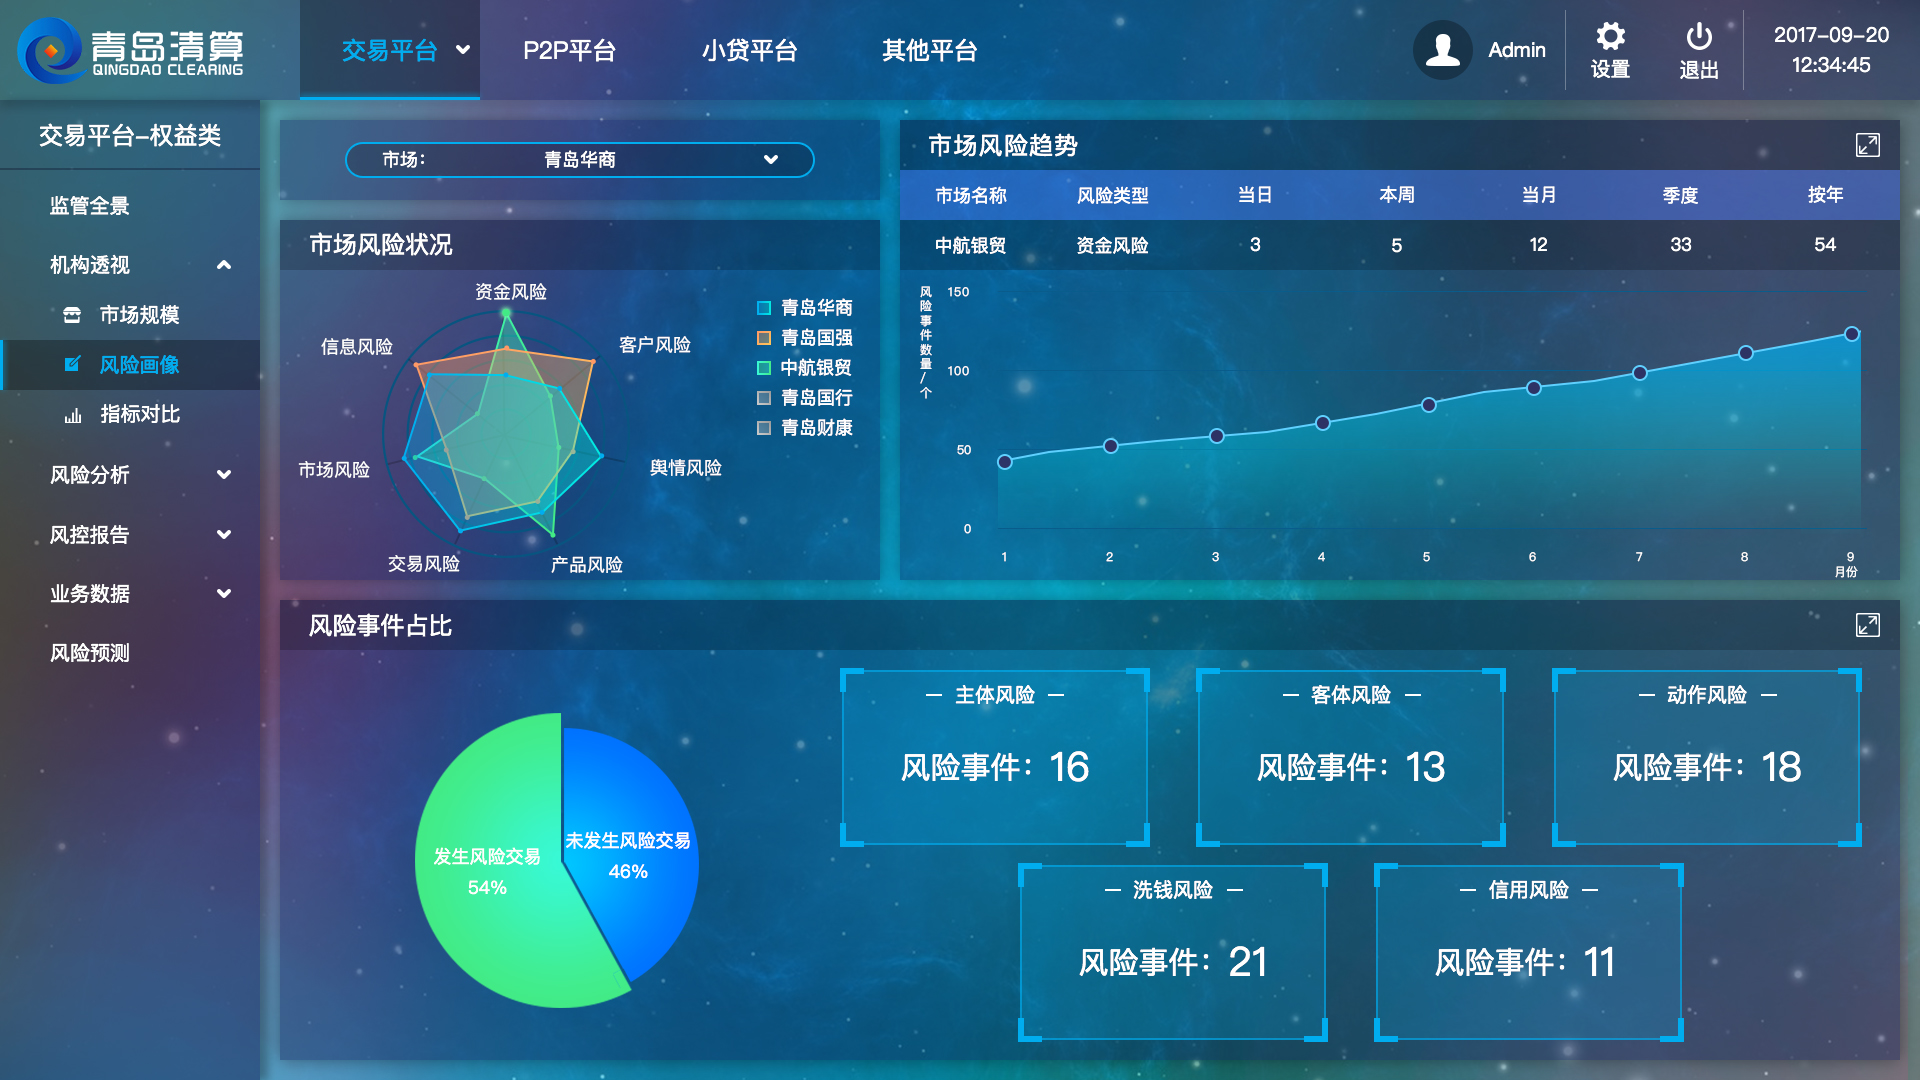 青岛清算
QINGDAO CLEARING
交易平台
P2P平台
小贷平台
其他平台
Admin
设置
退出
2017-09-20
12:34:45
交易平台-权益类
监管全景
机构透视
市场规模
风险画像
指标对比
风险分析
风控报告
业务数据
风险预测
市场：
青岛华商
市场风险状况
资金风险
客户风险
舆情风险
产品风险
交易风险
市场风险
信息风险
青岛华商
青岛国强
中航银贸
青岛国行
青岛财康
市场风险趋势
市场名称 风险类型 当日 本周 当月 季度 按年
中航银贸 资金风险 3 5 12 33 54
风险事件数量/个
150
100
50
0
1 2 3 4 5 6 7 8 9
月份
风险事件占比
发生风险交易
54%
未发生风险交易
46%
— 主体风险 —
风险事件：16
— 客体风险 —
风险事件：13
— 动作风险 —
风险事件：18
— 洗钱风险 —
风险事件：21
— 信用风险 —
风险事件：11